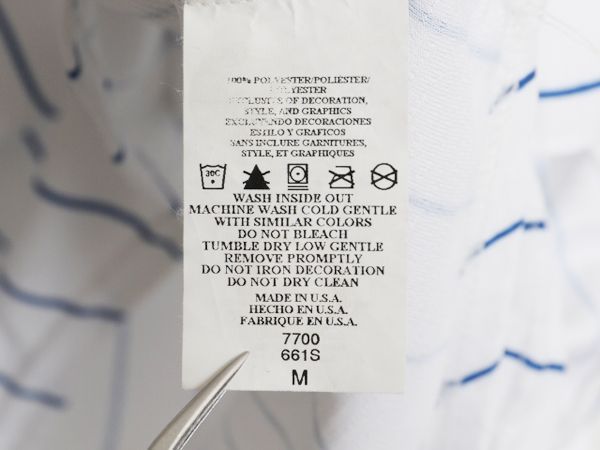 100% POLYESTER/POLIESTER/
POLYESTER
EXCLUSIVE OF DECORATION,
STYLE, AND GRAPHICS
EXCLUYENDO DECORACIONES
ESTILO Y GRAFICOS
SANS INCLURE GARNITURES,
STYLE, ET GRAPHIQUES
30C
WASH INSIDE OUT
MACHINE WASH COLD GENTLE
WITH SIMILAR COLORS
DO NOT BLEACH
TUMBLE DRY LOW GENTLE
REMOVE PROMPTLY
DO NOT IRON DECORATION
DO NOT DRY CLEAN
MADE IN U.S.A.
HECHO EN U.S.A.
FABRIQUE EN U.S.A.
7700
661S
M